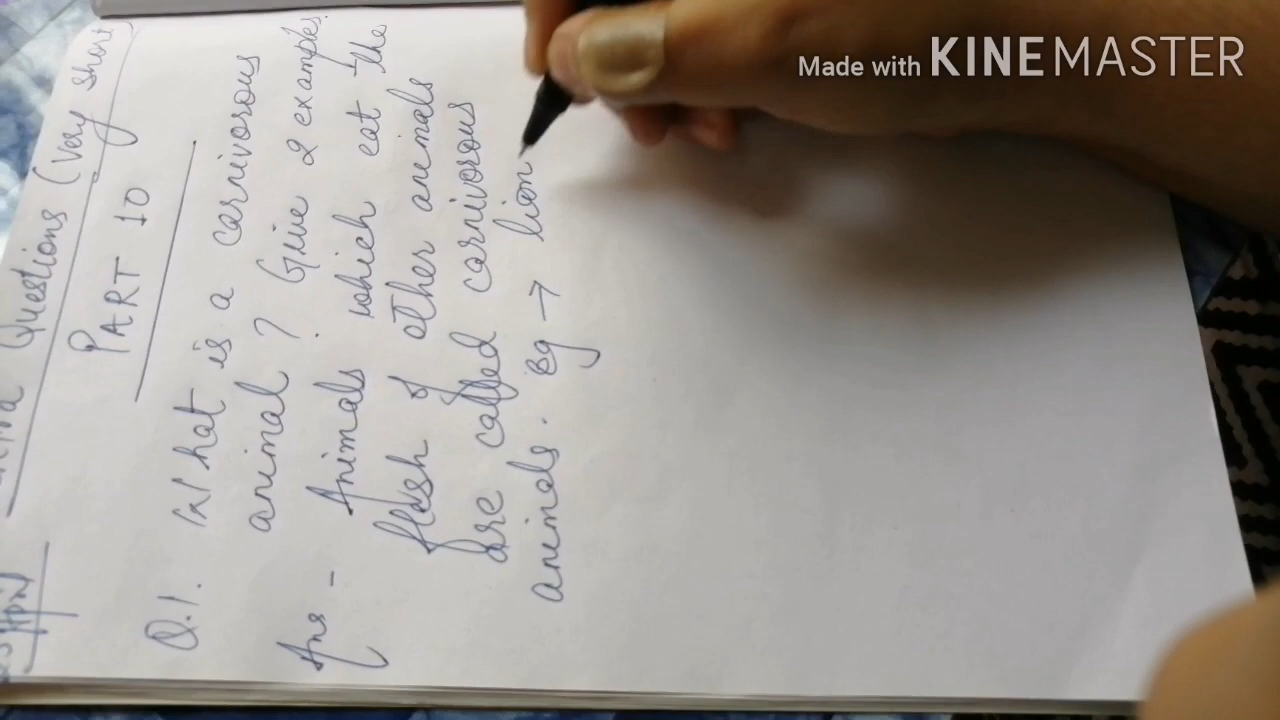 Made with KINEMASTER
Questions (Very short
PART 10
Q.1. What is a carnivorous
animal? Give 2 examples.
Ans - Animals which eat the
flesh of other animals
are called carnivorous
animals. eg → lion